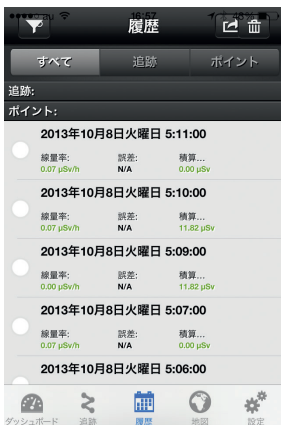 16:57
48%
履歴
すべて 追跡 ポイント
追跡:
ポイント:
2013年10月8日火曜日 5:11:00
線量率: 誤差: 積算...
0.07 µSv/h N/A 0.00 µSv
2013年10月8日火曜日 5:10:00
線量率: 誤差: 積算...
0.07 µSv/h N/A 11.82 µSv
2013年10月8日火曜日 5:09:00
線量率: 誤差: 積算...
0.00 µSv/h N/A 11.82 µSv
2013年10月8日火曜日 5:07:00
線量率: 誤差: 積算...
0.07 µSv/h N/A 0.00 µSv
2013年10月8日火曜日 5:06:00
ダッシュボード 追跡 履歴 地図 設定